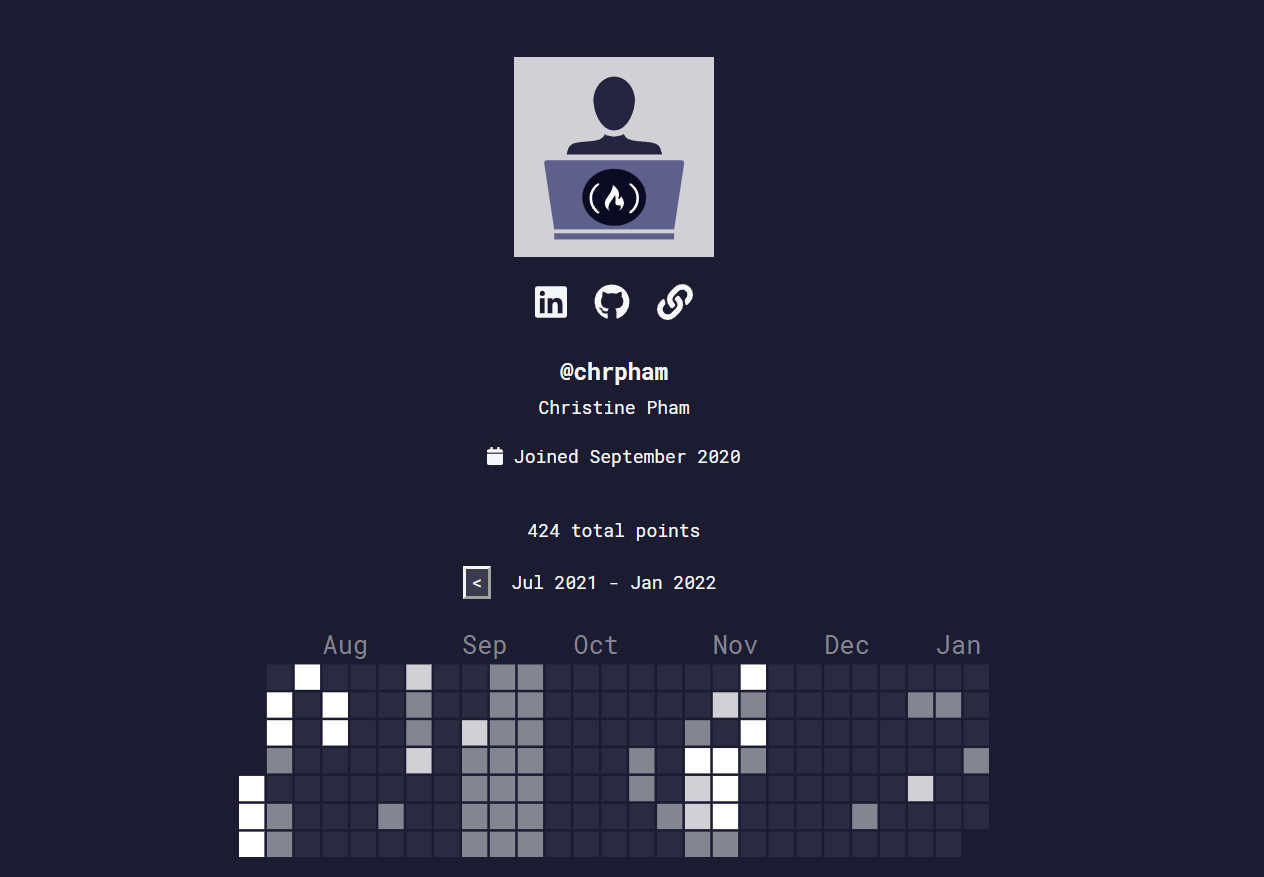 in
@chrpham
Christine Pham
Joined September 2020
424 total points
< Jul 2021 - Jan 2022
Aug Sep Oct Nov Dec Jan